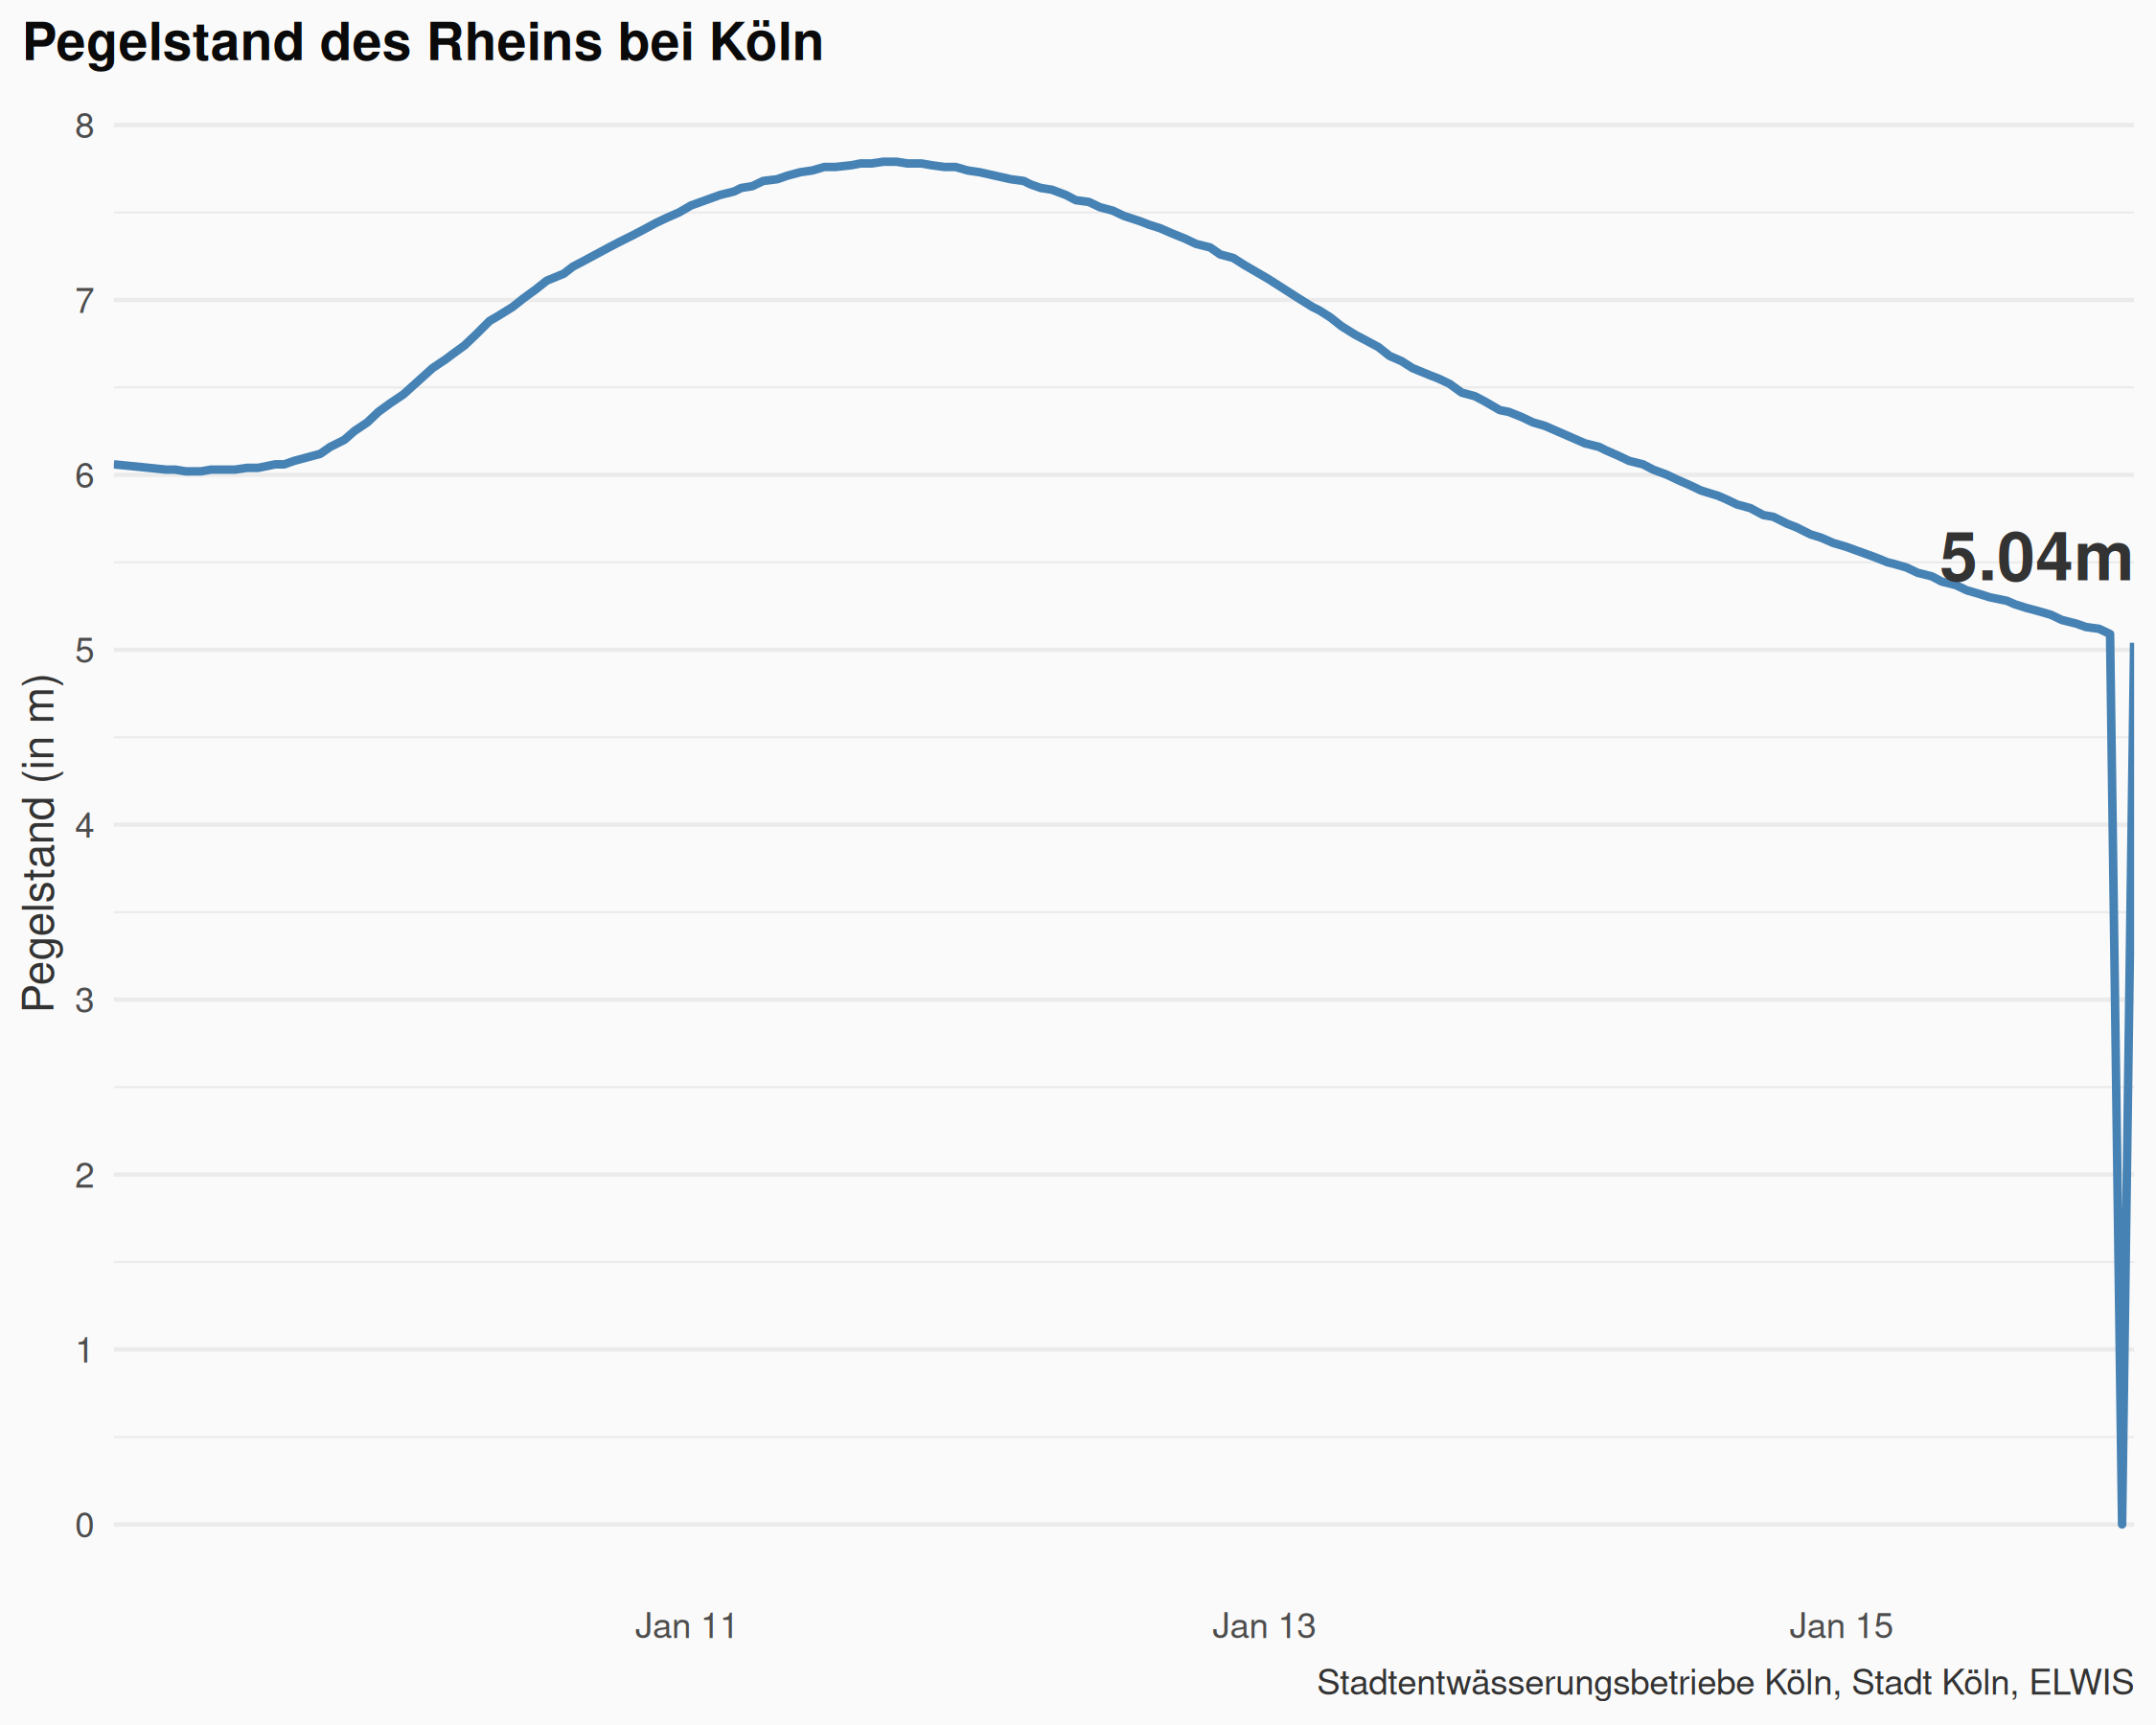 Pegelstand des Rheins bei Köln
8
7
6
5.04m
5
4
Pegelstand (in m)
3
2
1
0
Jan 11 Jan 13 Jan 15
Stadtentwässerungsbetriebe Köln, Stadt Köln, ELWIS